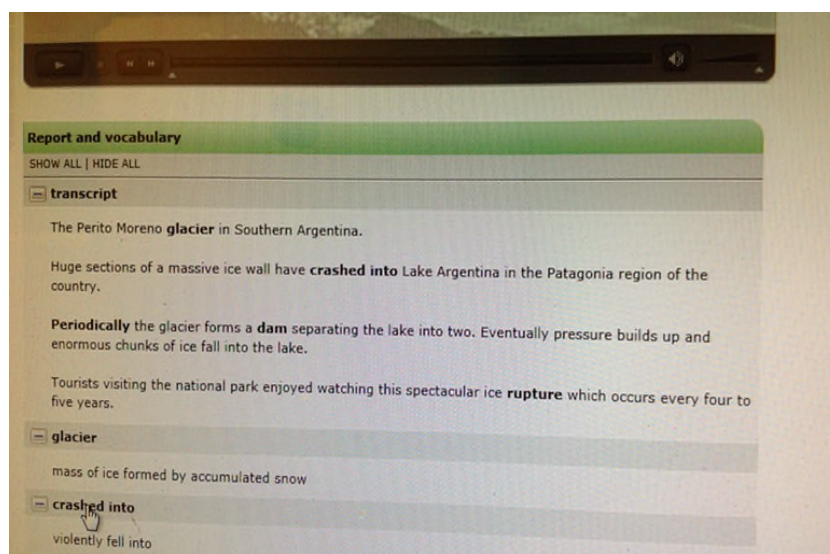 Report and vocabulary
SHOW ALL | HIDE ALL
transcript
The Perito Moreno glacier in Southern Argentina.
Huge sections of a massive ice wall have crashed into Lake Argentina in the Patagonia region of the
country.
Periodically the glacier forms a dam separating the lake into two. Eventually pressure builds up and
enormous chunks of ice fall into the lake.
Tourists visiting the national park enjoyed watching this spectacular ice rupture which occurs every four to
five years.
glacier
mass of ice formed by accumulated snow
crashed into
violently fell into